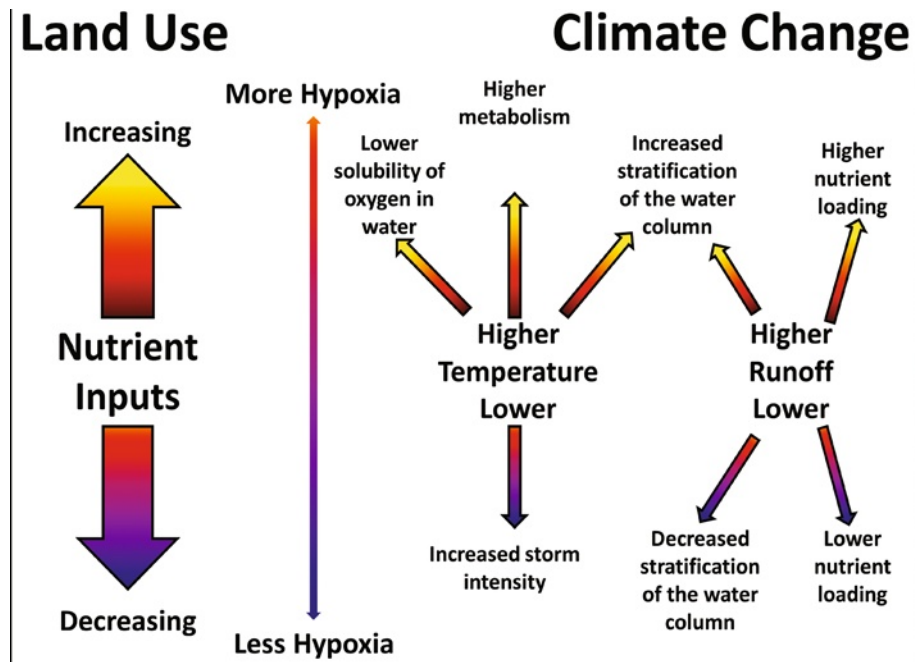 Land Use
Climate Change
More Hypoxia
Higher
metabolism
Increasing
Lower
solubility of
oxygen in
water
Increased
stratification
of the water
column
Higher
nutrient
loading
Nutrient
Inputs
Higher
Temperature
Lower
Higher
Runoff
Lower
Increased storm
intensity
Decreased
stratification
of the water
column
Lower
nutrient
loading
Decreasing
Less Hypoxia